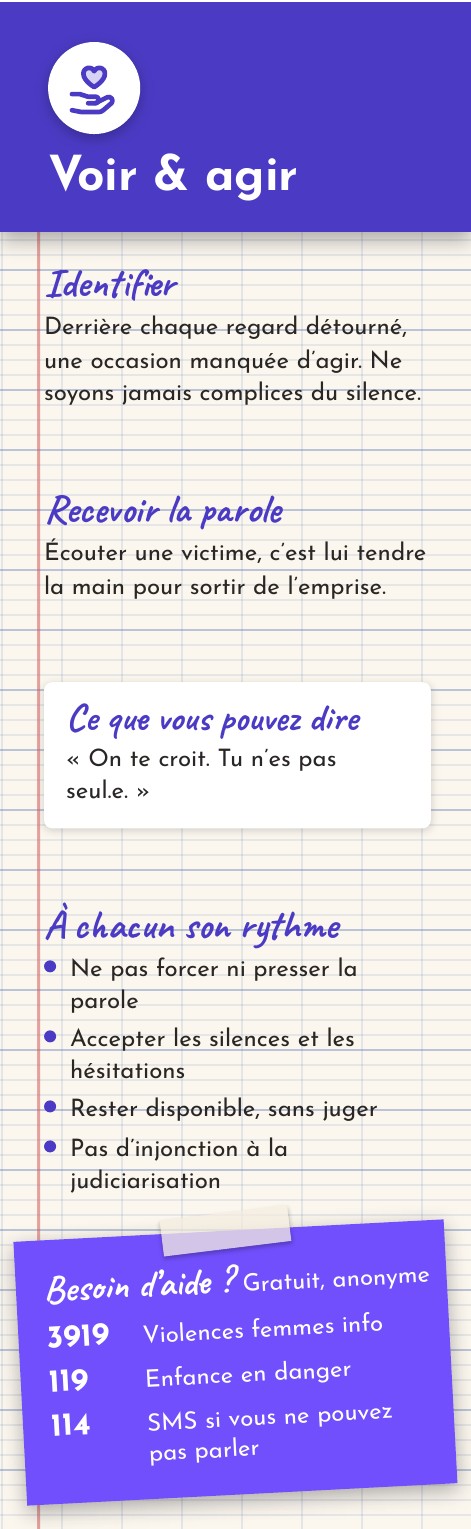 Voir & agir
Identifier
Derrière chaque regard détourné,
une occasion manquée d'agir. Ne
soyons jamais complices du silence.
Recevoir la parole
Écouter une victime, c'est lui tendre
la main pour sortir de l'emprise.
Ce que vous pouvez dire
« On te croit. Tu n'es pas
seul.e. »
À chacun son rythme
Ne pas forcer ni presser la
parole
Accepter les silences et les
hésitations
Rester disponible, sans juger
Pas d'injonction à la
judiciarisation
Besoin d'aide ? Gratuit, anonyme
3919 Violences femmes info
119 Enfance en danger
114 SMS si vous ne pouvez
pas parler